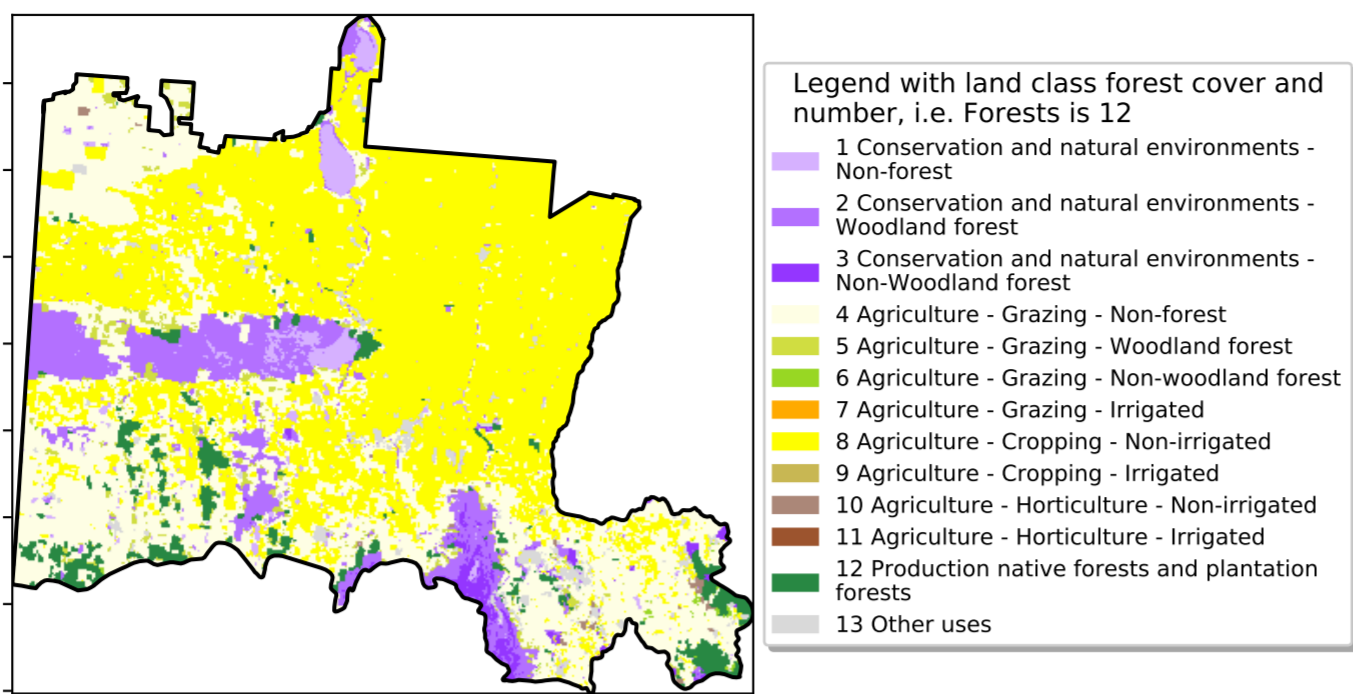 Legend with land class forest cover and
number, i.e. Forests is 12
1 Conservation and natural environments -
Non-forest
2 Conservation and natural environments -
Woodland forest
3 Conservation and natural environments -
Non-Woodland forest
4 Agriculture - Grazing - Non-forest
5 Agriculture - Grazing - Woodland forest
6 Agriculture - Grazing - Non-woodland forest
7 Agriculture - Grazing - Irrigated
8 Agriculture - Cropping - Non-irrigated
9 Agriculture - Cropping - Irrigated
10 Agriculture - Horticulture - Non-irrigated
11 Agriculture - Horticulture - Irrigated
12 Production native forests and plantation
forests
13 Other uses